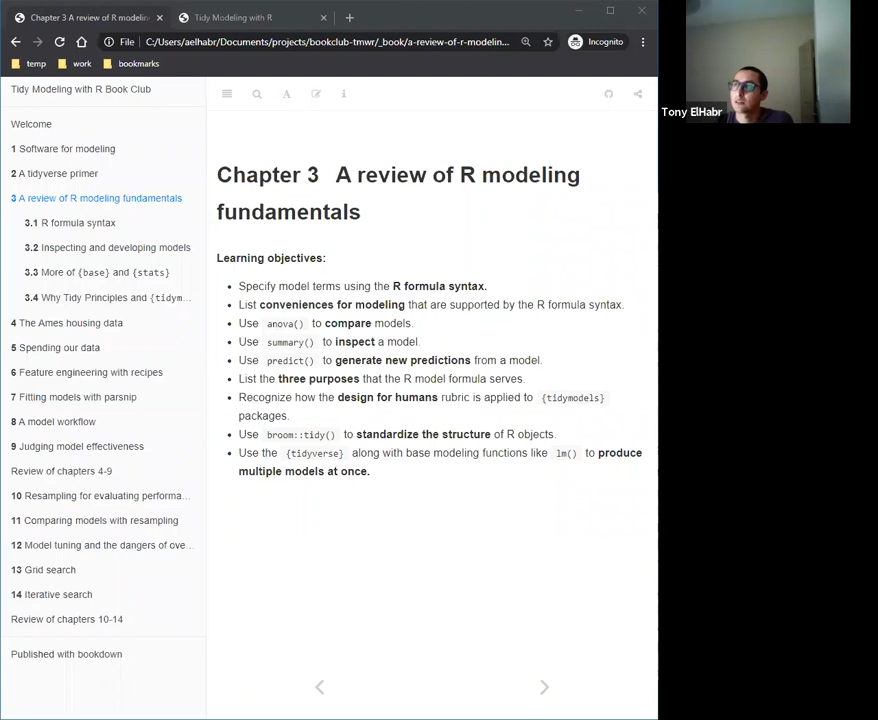 Chapter 3 A review of R modelin
Tidy Modeling with R
File
C:/Users/aelhabr/Documents/projects/bookclub-tmwr/_book/a-review-of-r-modelin...
Incognito
temp
work
bookmarks
Tidy Modeling with R Book Club
Welcome
1 Software for modeling
2 A tidyverse primer
3 A review of R modeling fundamentals
3.1 R formula syntax
3.2 Inspecting and developing models
3.3 More of {base} and {stats}
3.4 Why Tidy Principles and {tidym...
4 The Ames housing data
5 Spending our data
6 Feature engineering with recipes
7 Fitting models with parsnip
8 A model workflow
9 Judging model effectiveness
Review of chapters 4-9
10 Resampling for evaluating performa...
11 Comparing models with resampling
12 Model tuning and the dangers of ove...
13 Grid search
14 Iterative search
Review of chapters 10-14
Published with bookdown
Chapter 3 A review of R modeling
fundamentals
Learning objectives:
• Specify model terms using the R formula syntax.
• List conveniences for modeling that are supported by the R formula syntax.
• Use anova() to compare models.
• Use summary() to inspect a model.
• Use predict() to generate new predictions from a model.
• List the three purposes that the R model formula serves.
• Recognize how the design for humans rubric is applied to {tidymodels}
packages.
• Use broom::tidy() to standardize the structure of R objects.
• Use the {tidyverse} along with base modeling functions like lm() to produce
multiple models at once.
Tony ElHabr